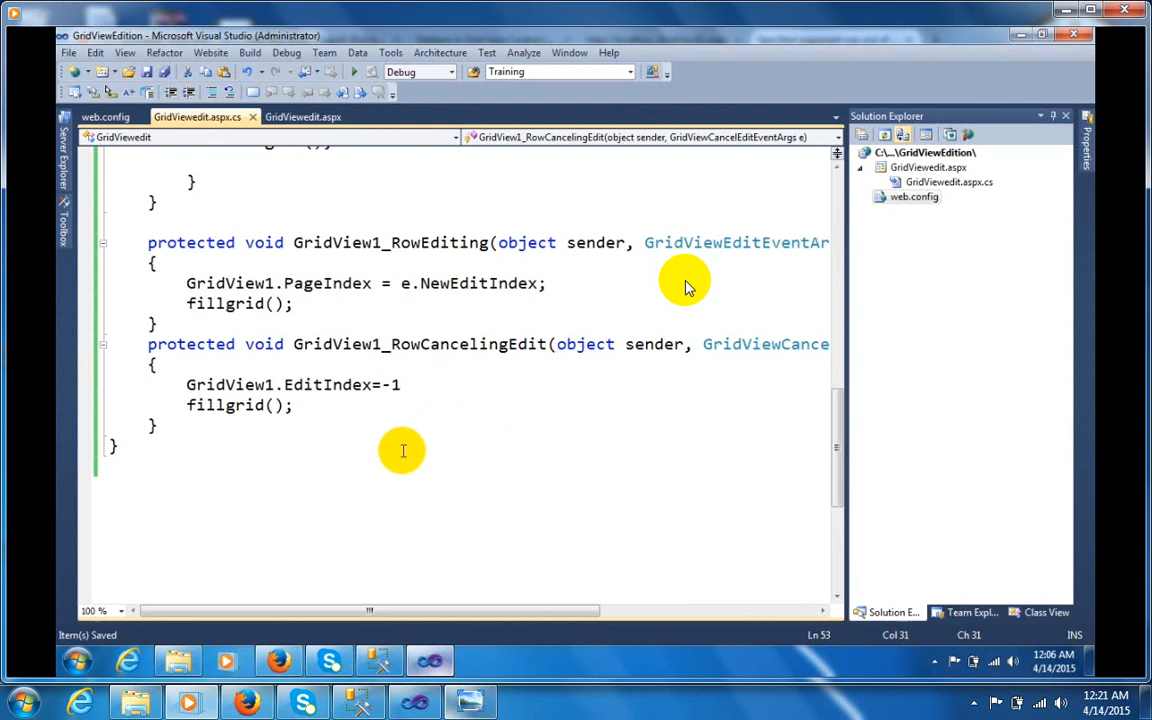 GridViewEdition - Microsoft Visual Studio (Administrator)
File Edit View Refactor Website Build Debug Team Data Tools Architecture Test Analyze Window Help
Debug Training
web.config GridViewedit.aspx.cs GridViewedit.aspx
GridViewedit GridView1_RowCancelingEdit(object sender, GridViewCancelEditEventArgs e)
}
}
protected void GridView1_RowEditing(object sender, GridViewEditEventAr
{
GridView1.PageIndex = e.NewEditIndex;
fillgrid();
}
protected void GridView1_RowCancelingEdit(object sender, GridViewCance
{
GridView1.EditIndex=-1
fillgrid();
}
}
100 %
Server Explorer
Toolbox
Solution Explorer
C:\...\GridViewEdition\
GridViewedit.aspx
GridViewedit.aspx.cs
web.config
Properties
Solution E... Team Expl... Class View
Item(s) Saved Ln 53 Col 31 Ch 31 INS
12:06 AM
4/14/2015
12:21 AM
4/14/2015